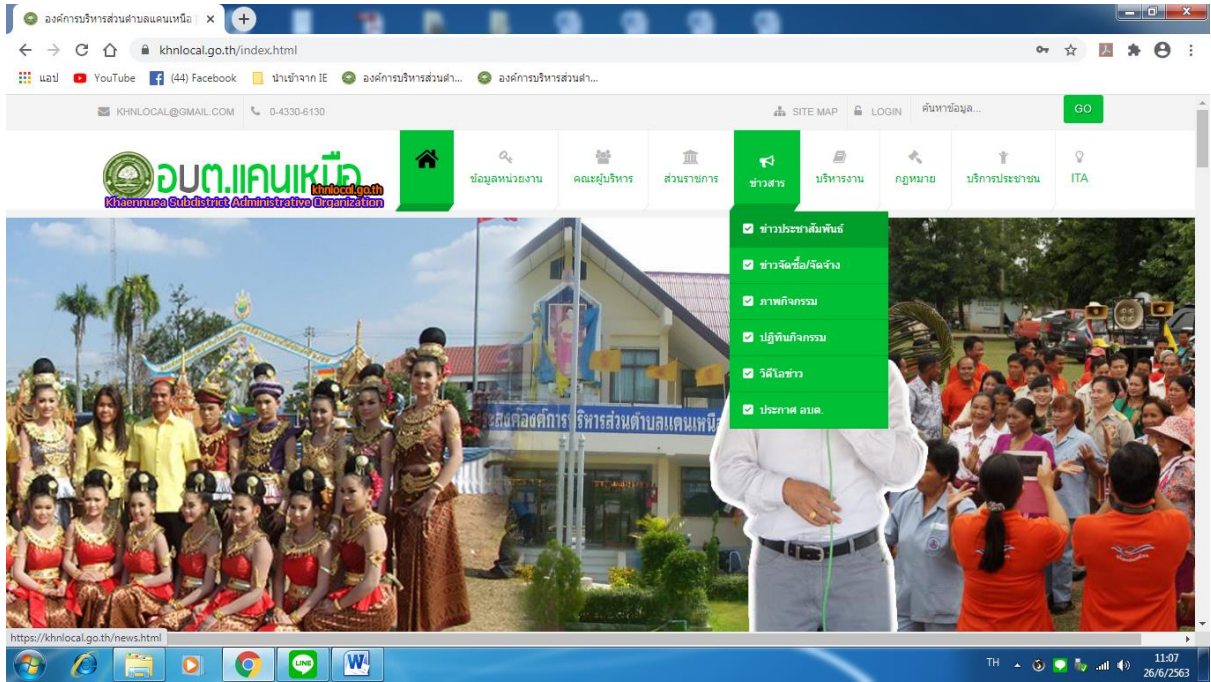 องค์การบริหารส่วนตำบลแคนเหนือ
khnlocal.go.th/index.html
แอป YouTube (44) Facebook นำเข้าจาก IE องค์การบริหารส่วนตำ... องค์การบริหารส่วนตำ...
KHNLOCAL@GMAIL.COM 0-4330-6130 SITE MAP LOGIN ค้นหาข้อมูล... GO
อบต.แคนเหนือ
khnlocal.go.th
Khaennuea Subdistrict Administrative Organization
ข้อมูลหน่วยงาน คณะผู้บริหาร ส่วนราชการ ข่าวสาร บริหารงาน กฎหมาย บริการประชาชน ITA
ข่าวประชาสัมพันธ์
ข่าวจัดซื้อ/จัดจ้าง
ภาพกิจกรรม
ปฏิทินกิจกรรม
วิดีโอข่าว
ประกาศ อบต.
องค์การบริหารส่วนตำบลแคนเหนือ
https://khnlocal.go.th/news.html
LINE W TH 11:07
26/6/2563